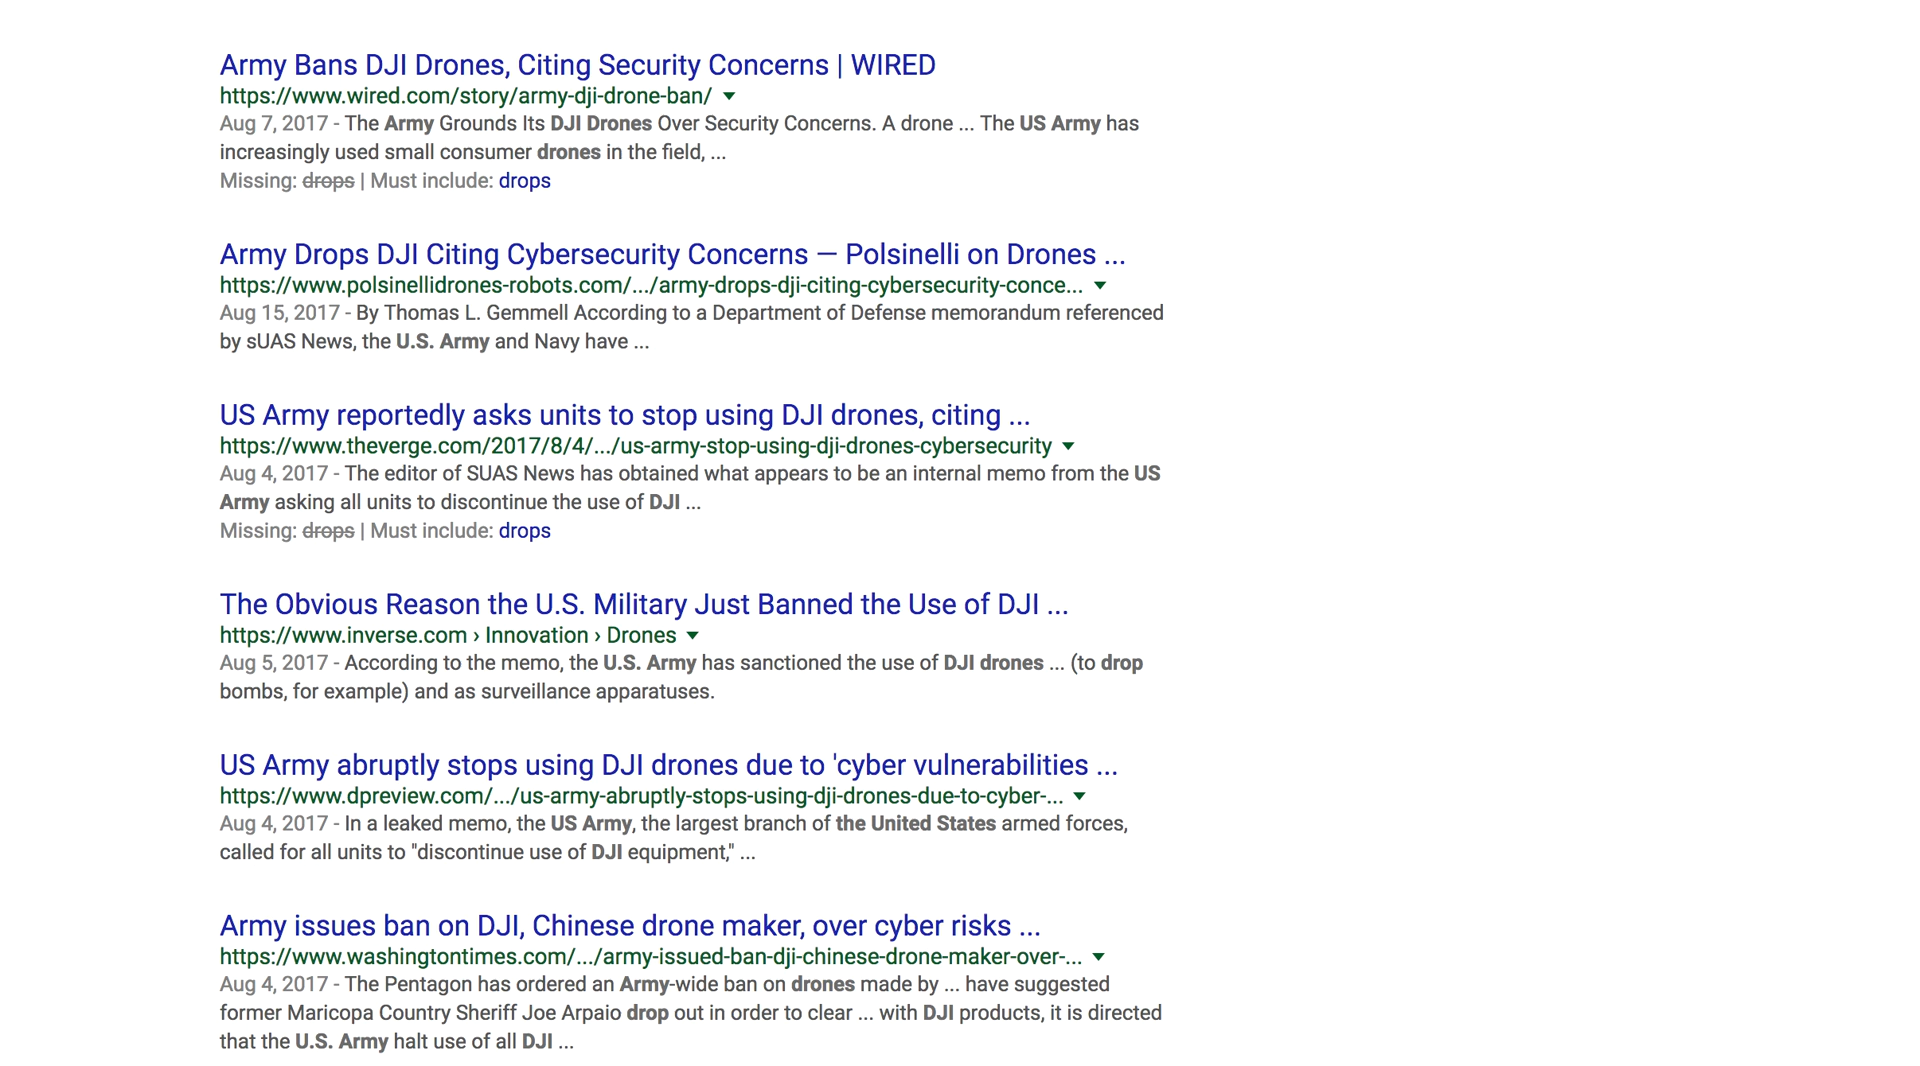 Army Bans DJI Drones, Citing Security Concerns | WIRED
https://www.wired.com/story/army-dji-drone-ban/
Aug 7, 2017 - The Army Grounds Its DJI Drones Over Security Concerns. A drone ... The US Army has
increasingly used small consumer drones in the field, ...
Missing: drops | Must include: drops
Army Drops DJI Citing Cybersecurity Concerns — Polsinelli on Drones ...
https://www.polsinellidrones-robots.com/.../army-drops-dji-citing-cybersecurity-conce...
Aug 15, 2017 - By Thomas L. Gemmell According to a Department of Defense memorandum referenced
by sUAS News, the U.S. Army and Navy have ...
US Army reportedly asks units to stop using DJI drones, citing ...
https://www.theverge.com/2017/8/4/.../us-army-stop-using-dji-drones-cybersecurity
Aug 4, 2017 - The editor of SUAS News has obtained what appears to be an internal memo from the US
Army asking all units to discontinue the use of DJI ...
Missing: drops | Must include: drops
The Obvious Reason the U.S. Military Just Banned the Use of DJI ...
https://www.inverse.com › Innovation › Drones
Aug 5, 2017 - According to the memo, the U.S. Army has sanctioned the use of DJI drones ... (to drop
bombs, for example) and as surveillance apparatuses.
US Army abruptly stops using DJI drones due to 'cyber vulnerabilities ...
https://www.dpreview.com/.../us-army-abruptly-stops-using-dji-drones-due-to-cyber-...
Aug 4, 2017 - In a leaked memo, the US Army, the largest branch of the United States armed forces,
called for all units to "discontinue use of DJI equipment," ...
Army issues ban on DJI, Chinese drone maker, over cyber risks ...
https://www.washingtontimes.com/.../army-issued-ban-dji-chinese-drone-maker-over-...
Aug 4, 2017 - The Pentagon has ordered an Army-wide ban on drones made by ... have suggested
former Maricopa Country Sheriff Joe Arpaio drop out in order to clear ... with DJI products, it is directed
that the U.S. Army halt use of all DJI ...